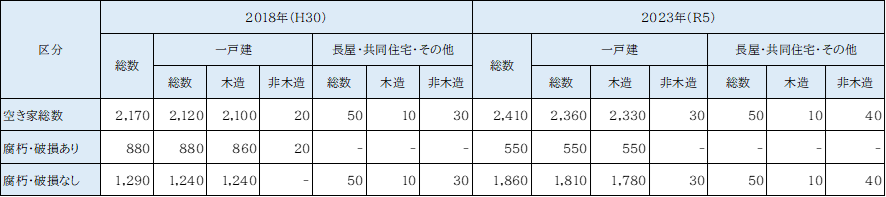 区分 2018年(H30) 2023年(R5)
総数 一戸建 長屋・共同住宅・その他 総数 一戸建 長屋・共同住宅・その他
総数 木造 非木造 総数 木造 非木造 総数 木造 非木造 総数 木造 非木造
空き家総数 2,170 2,120 2,100 20 50 10 30 2,410 2,360 2,330 30 50 10 40
腐朽・破損あり 880 880 860 20 - - - 550 550 550 - - - -
腐朽・破損なし 1,290 1,240 1,240 - 50 10 30 1,860 1,810 1,780 30 50 10 40